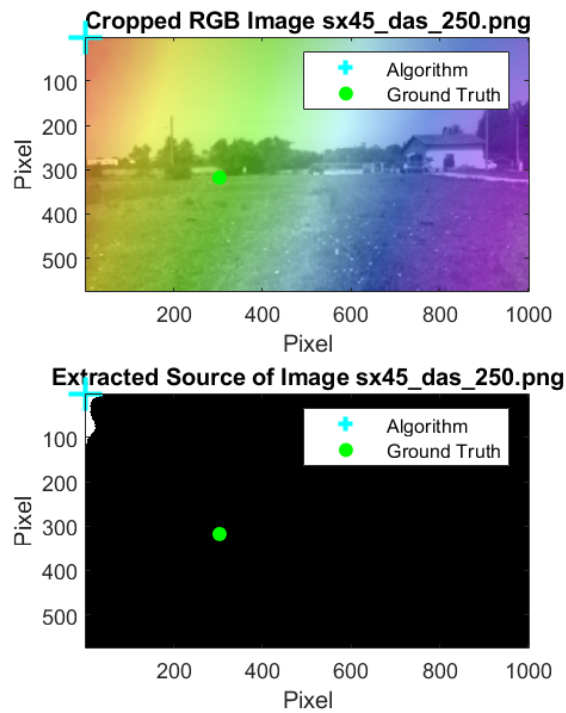 Cropped RGB Image sx45_das_250.png
Algorithm
Ground Truth
100
200
300
400
500
Pixel
200
400
600
800
1000
Pixel
Extracted Source of Image sx45_das_250.png
Algorithm
Ground Truth
100
200
300
400
500
Pixel
200
400
600
800
1000
Pixel